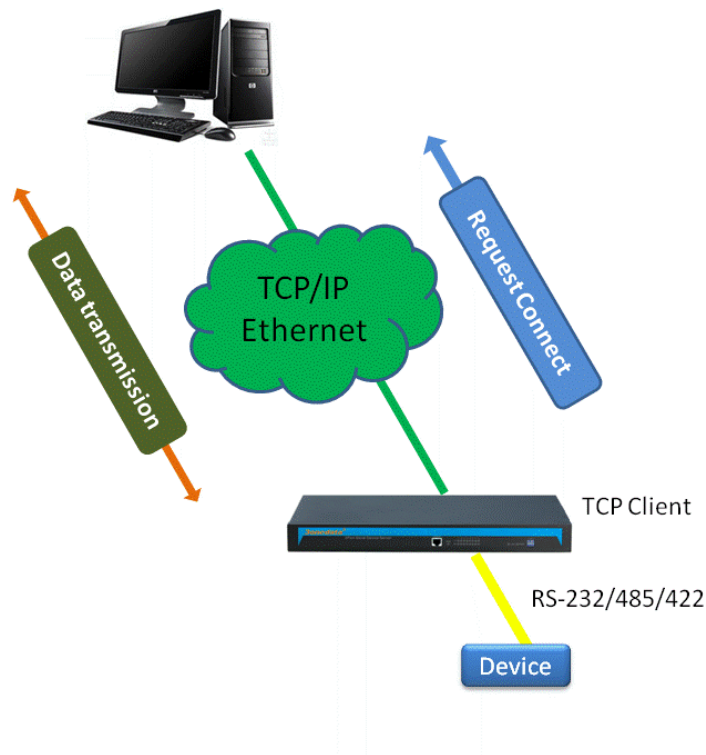 Data transmission
Request Connect
TCP/IP
Ethernet
TCP Client
RS-232/485/422
Device